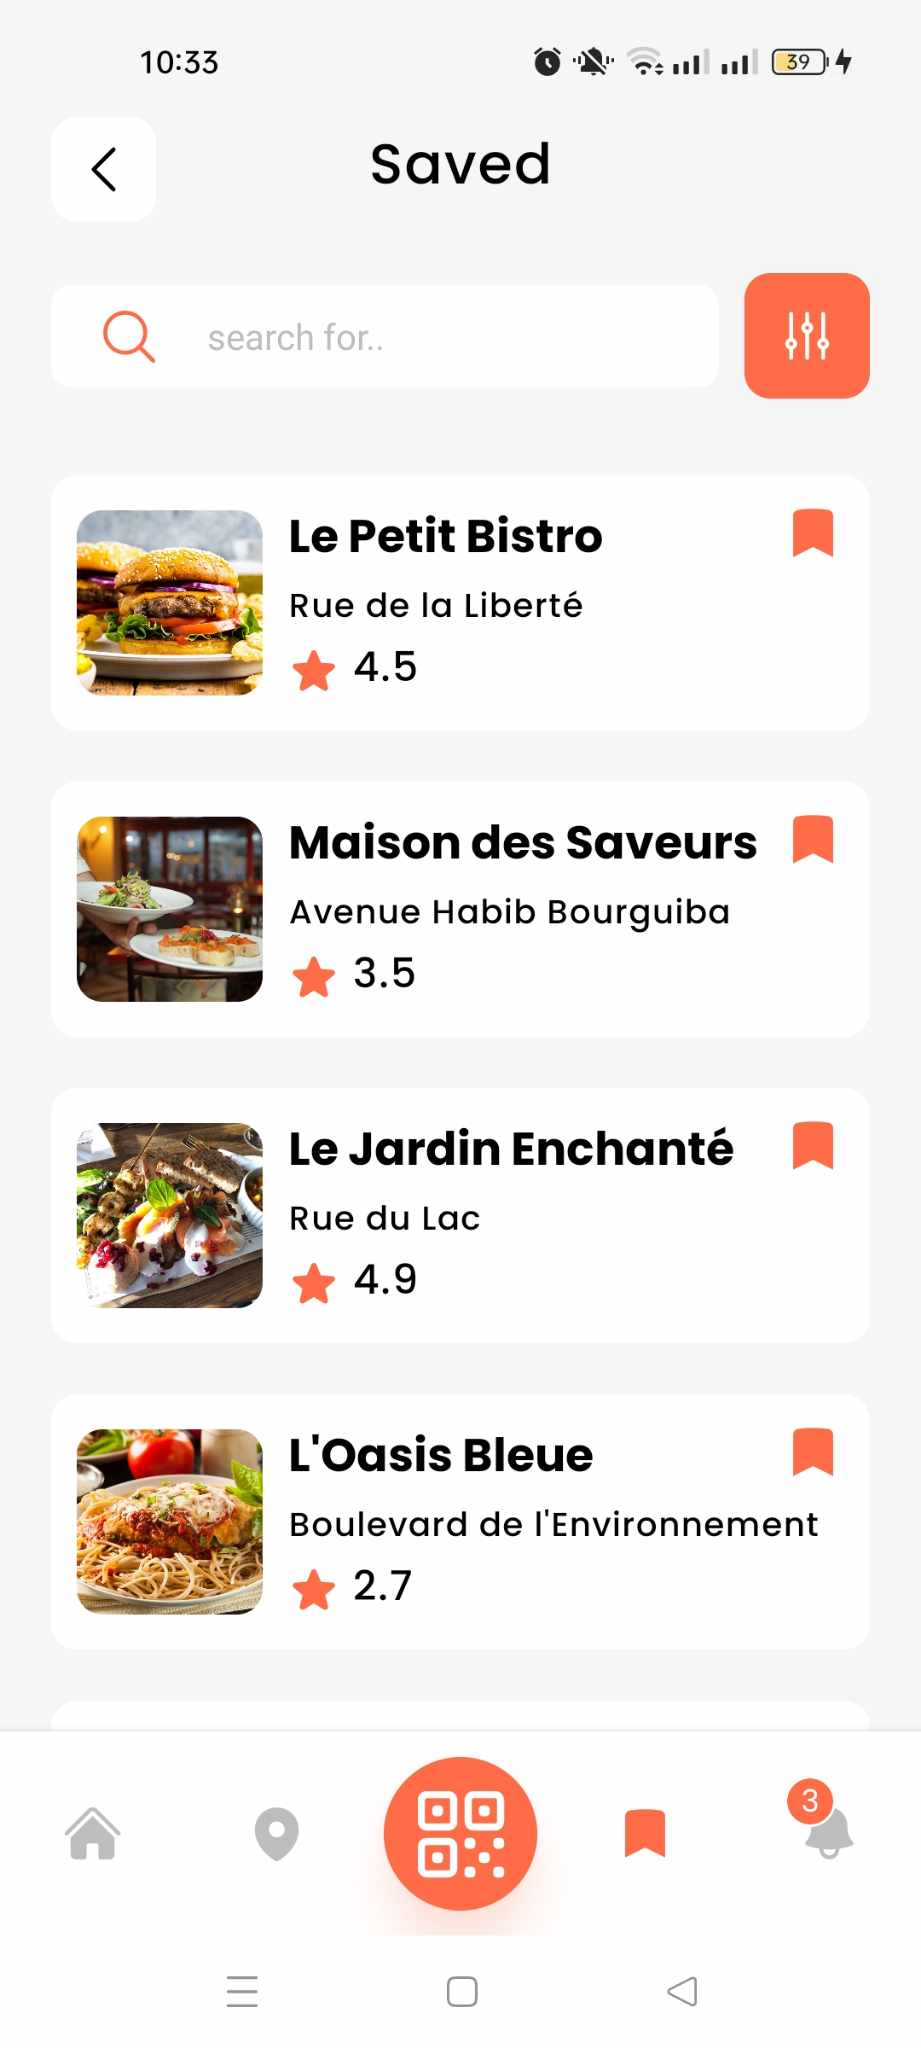 10:33
39
Saved
search for..
Le Petit Bistro
Rue de la Liberté
4.5
Maison des Saveurs
Avenue Habib Bourguiba
3.5
Le Jardin Enchanté
Rue du Lac
4.9
L'Oasis Bleue
Boulevard de l'Environnement
2.7
3